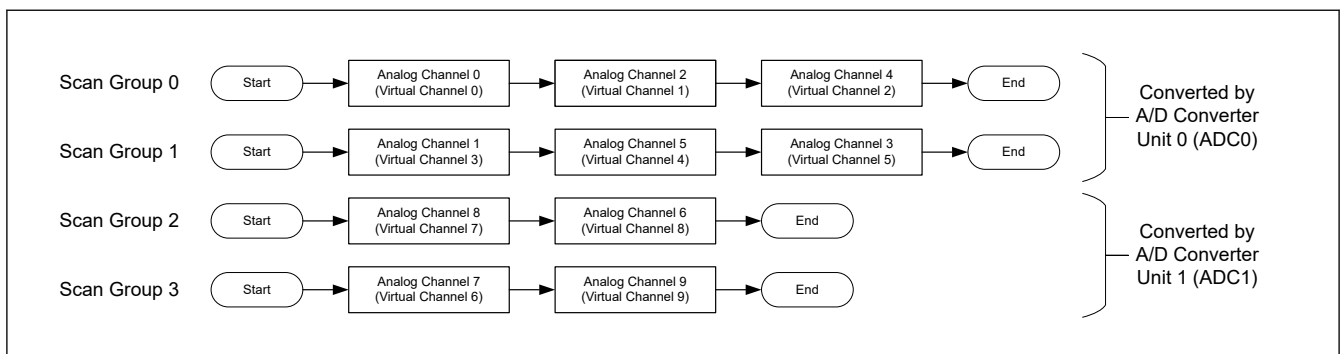 Scan Group 0
Start
Analog Channel 0
(Virtual Channel 0)
Analog Channel 2
(Virtual Channel 1)
Analog Channel 4
(Virtual Channel 2)
End
Scan Group 1
Start
Analog Channel 1
(Virtual Channel 3)
Analog Channel 5
(Virtual Channel 4)
Analog Channel 3
(Virtual Channel 5)
End
Converted by
A/D Converter
Unit 0 (ADC0)
Scan Group 2
Start
Analog Channel 8
(Virtual Channel 7)
Analog Channel 6
(Virtual Channel 8)
End
Scan Group 3
Start
Analog Channel 7
(Virtual Channel 6)
Analog Channel 9
(Virtual Channel 9)
End
Converted by
A/D Converter
Unit 1 (ADC1)